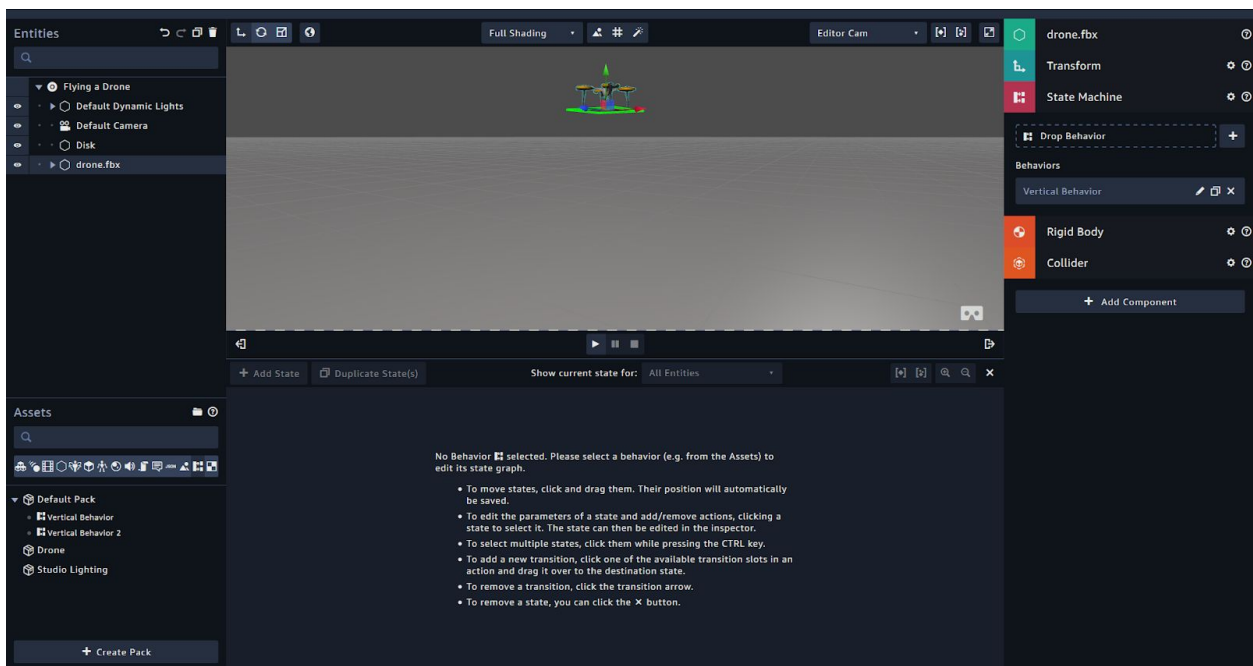 Entities
Full Shading
Editor Cam
drone.fbx
Flying a Drone
Transform
Default Dynamic Lights
State Machine
Default Camera
Disk
Drop Behavior
drone.fbx
Behaviors
Vertical Behavior
Rigid Body
Collider
Add Component
Add State
Duplicate State(s)
Show current state for: All Entities
Assets
No Behavior selected. Please select a behavior (e.g. from the Assets) to
edit its state graph.
• To move states, click and drag them. Their position will automatically
be saved.
• To edit the parameters of a state and add/remove actions, clicking a
state to select it. The state can then be edited in the inspector.
• To select multiple states, click them while pressing the CTRL key.
• To add a new transition, click one of the available transition slots in an
action and drag it over to the destination state.
• To remove a transition, click the transition arrow.
• To remove a state, you can click the × button.
Default Pack
Vertical Behavior
Vertical Behavior 2
Drone
Studio Lighting
Create Pack